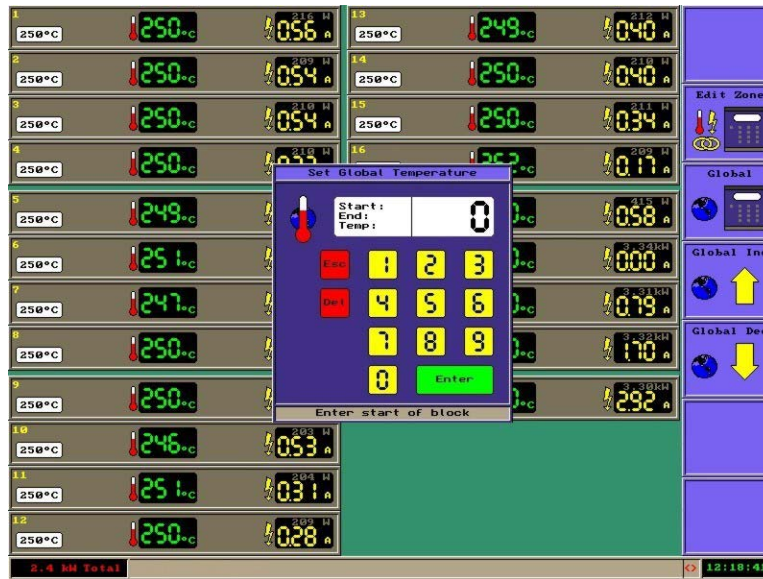 1
250°C
250°C
216 W
0.56 A
2
250°C
250°C
209 W
0.54 A
3
250°C
250°C
210 W
0.54 A
4
250°C
210 W
5
250°C
249°C
6
250°C
251°C
7
250°C
247°C
8
250°C
250°C
9
250°C
250°C
10
250°C
246°C
203 W
0.53 A
11
250°C
251°C
204 W
0.31 A
12
250°C
250°C
209 W
0.28 A
13
250°C
249°C
212 W
0.40 A
14
250°C
250°C
210 W
0.40 A
15
250°C
250°C
211 W
0.34 A
16
252°C
209 W
0.17 A
415 W
0.58 A
3.34kW
0.00 A
3.31kW
0.79 A
3.32kW
1.70 A
3.30kW
2.92 A
Set Global Temperature
Start:
End:
Temp:
0
Esc
1
2
3
Del
4
5
6
7
8
9
0
Enter
Enter start of block
Edit Zone
Global
Global Inc
Global Dec
2.4 kW Total
<>
12:18:4